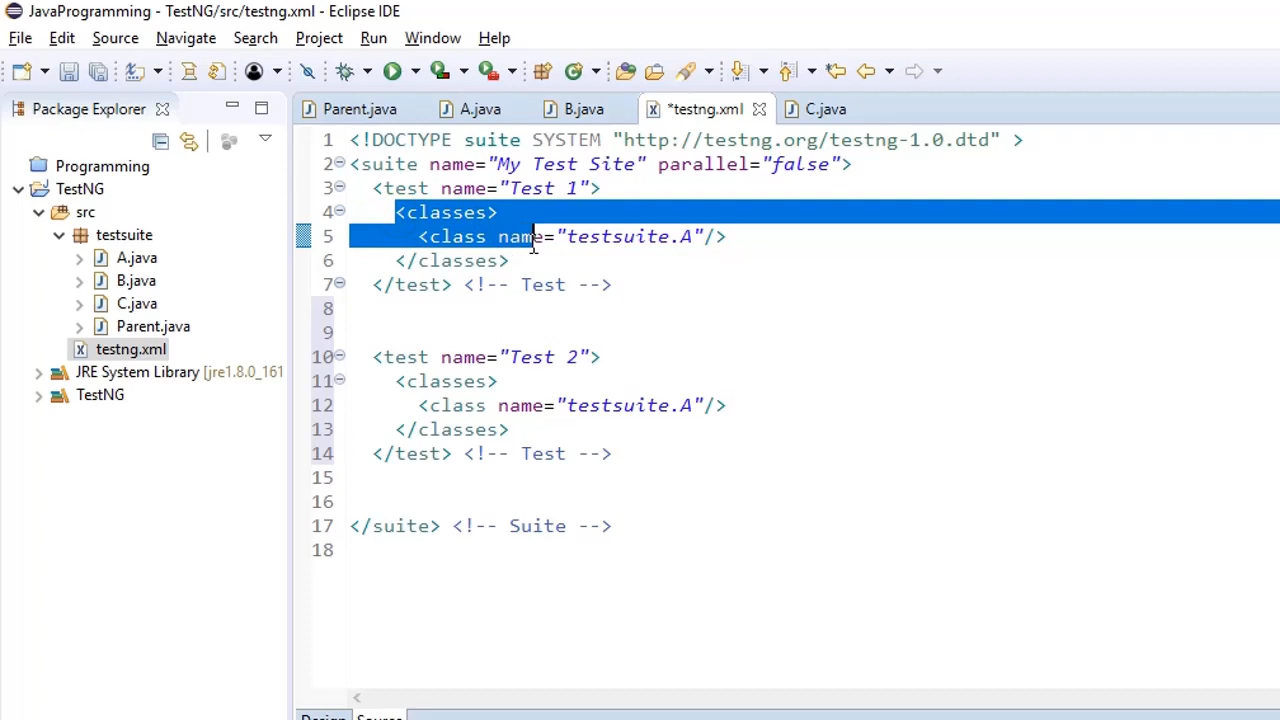 JavaProgramming - TestNG/src/testng.xml - Eclipse IDE
File Edit Source Navigate Search Project Run Window Help
Package Explorer
Programming
TestNG
src
testsuite
A.java
B.java
C.java
Parent.java
testng.xml
JRE System Library [jre1.8.0_161
TestNG
Parent.java A.java B.java *testng.xml C.java
1 <!DOCTYPE suite SYSTEM "http://testng.org/testng-1.0.dtd" >
2 <suite name="My Test Site" parallel="false">
3 <test name="Test 1">
4 <classes>
5 <class name="testsuite.A"/>
6 </classes>
7 </test> <!-- Test -->
8
9
10 <test name="Test 2">
11 <classes>
12 <class name="testsuite.A"/>
13 </classes>
14 </test> <!-- Test -->
15
16
17 </suite> <!-- Suite -->
18
Design Source